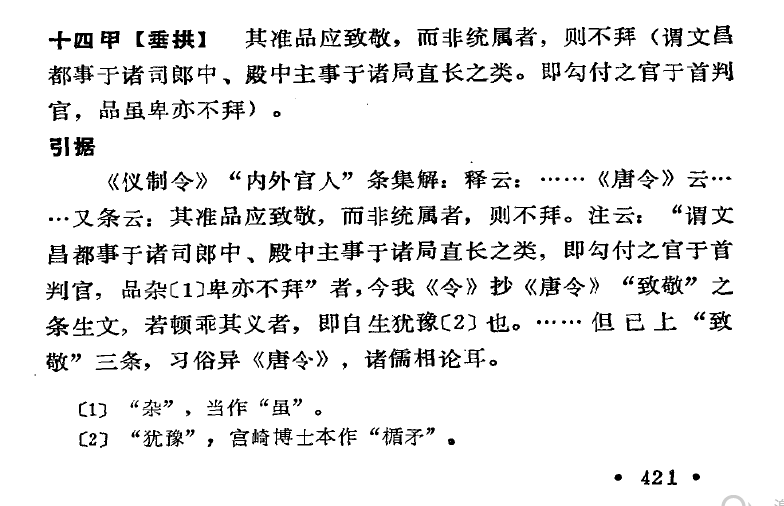 十四甲【垂拱】 其准品应致敬，而非统属者，则不拜（谓文昌
都事于诸司郎中、殿中主事于诸局直长之类。即勾付之官于首判
官，品虽卑亦不拜）。
引据
《仪制令》“内外官人”条集解：释云：……《唐令》云…
…又条云：其准品应致敬，而非统属者，则不拜。注云：“谓文
昌都事于诸司郎中、殿中主事于诸局直长之类，即勾付之官于首
判官，品杂〔1〕卑亦不拜”者，今我《令》抄《唐令》“致敬”之
条生文，若顿乖其义者，即自生犹豫〔2〕也。……但已上“致
敬”三条，习俗异《唐令》，诸儒相论耳。
〔1〕 “杂”，当作“虽”。
〔2〕 “犹豫”，宫崎博士本作“楯矛”。
• 421 •